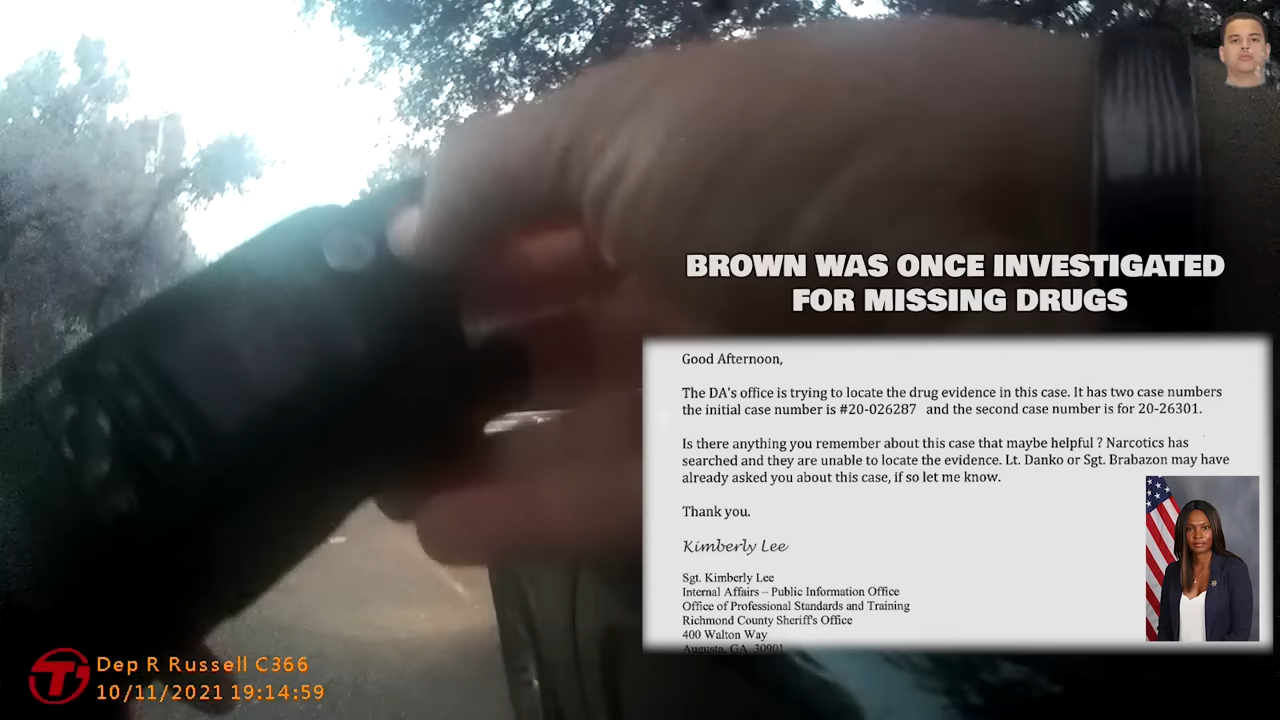 BROWN WAS ONCE INVESTIGATED
FOR MISSING DRUGS
Good Afternoon,
The DA's office is trying to locate the drug evidence in this case. It has two case numbers
the initial case number is #20-026287 and the second case number is for 20-26301.
Is there anything you remember about this case that maybe helpful ? Narcotics has
searched and they are unable to locate the evidence. Lt. Danko or Sgt. Brabazon may have
already asked you about this case, if so let me know.
Thank you.
Kimberly Lee
Sgt. Kimberly Lee
Internal Affairs – Public Information Office
Office of Professional Standards and Training
Richmond County Sheriff's Office
400 Walton Way
Augusta, GA 30901
Dep R Russell C366
10/11/2021 19:14:59